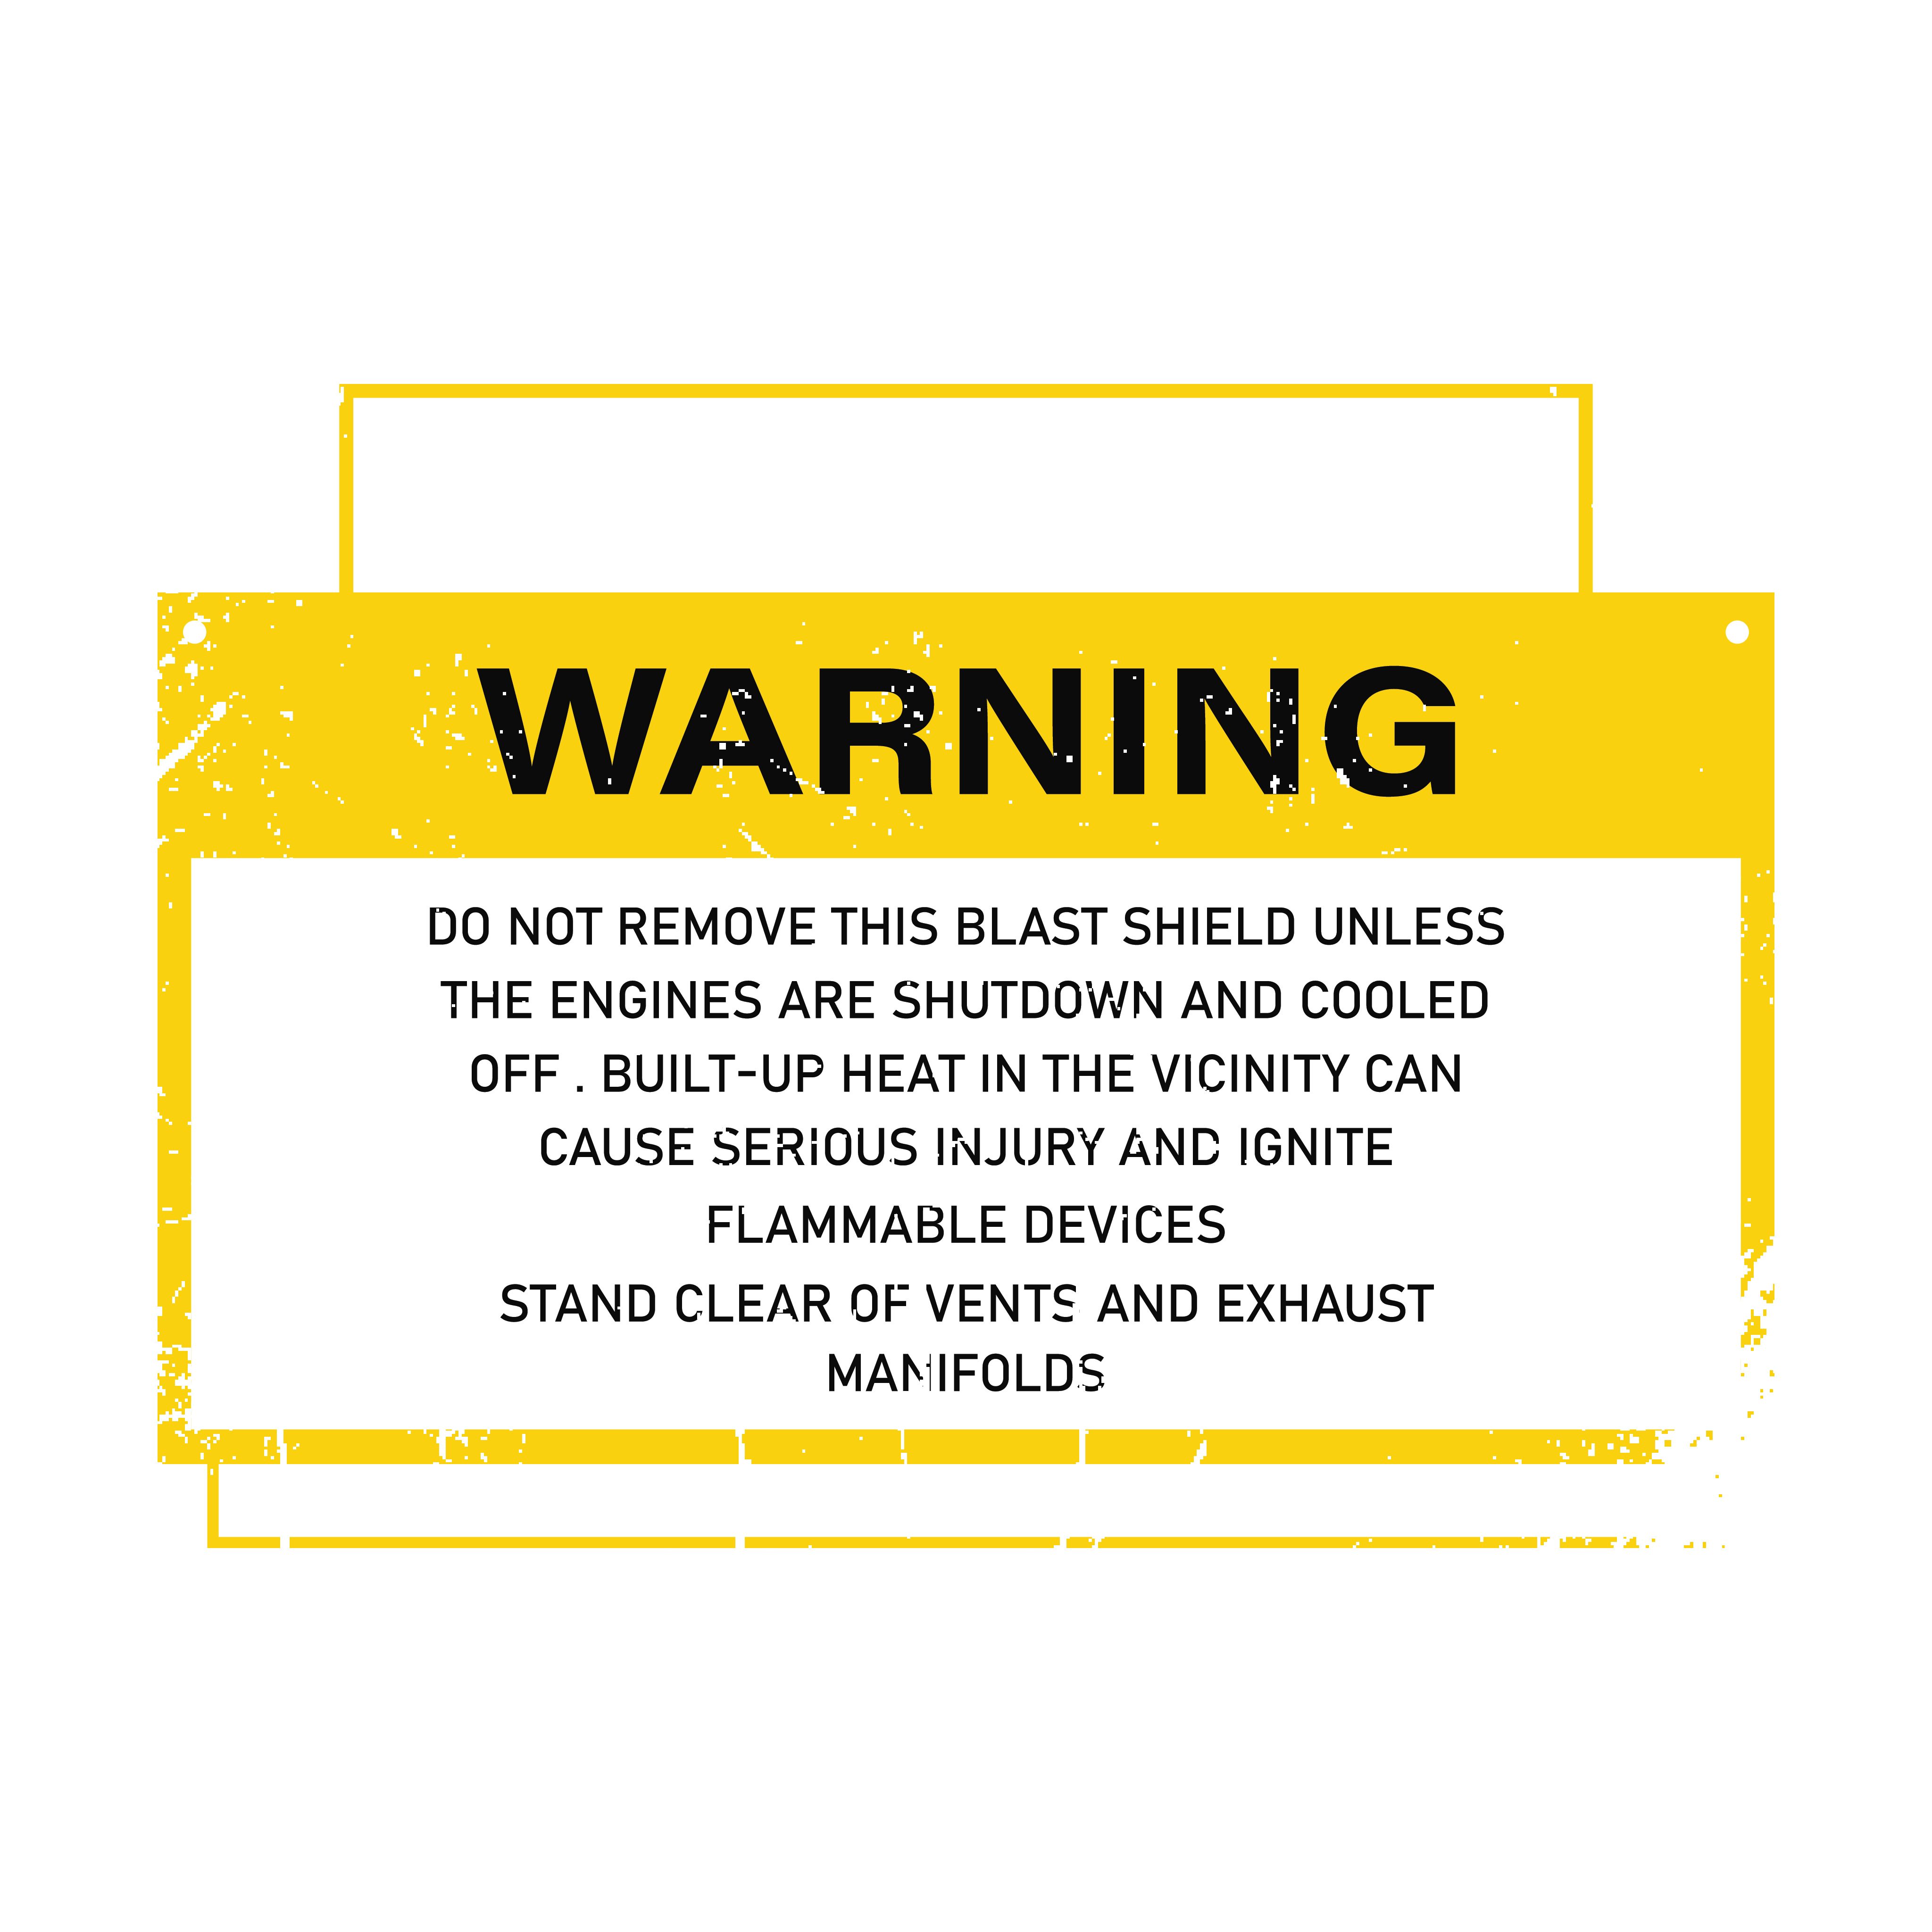 WARNING
DO NOT REMOVE THIS BLAST SHIELD UNLESS
THE ENGINES ARE SHUTDOWN AND COOLED
OFF . BUILT-UP HEAT IN THE VICINITY CAN
CAUSE SERIOUS INJURY AND IGNITE
FLAMMABLE DEVICES
STAND CLEAR OF VENTS AND EXHAUST
MANIFOLDS